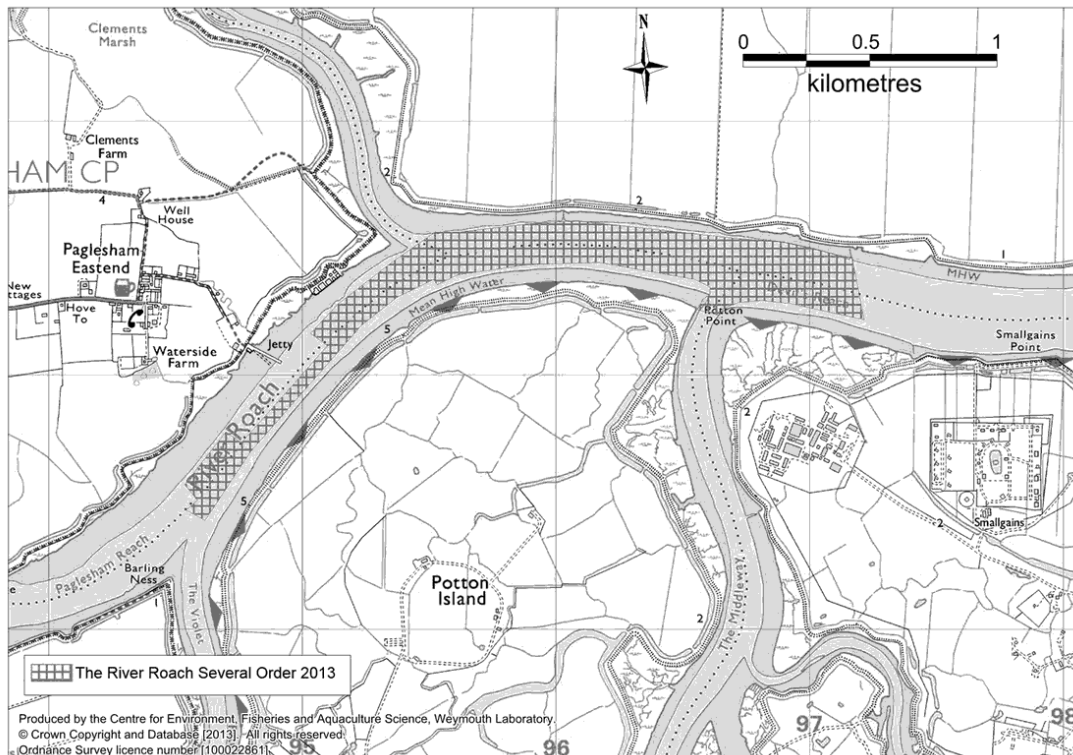 Clements
Marsh
N
0 0.5 1
kilometres
Clements
Farm
HAM CP
2
2
4
Well
House
Paglesham
Eastend
1
MHW
New
ttages
Hove
To
Mean High Water
Potton
Point
5
Jetty
Smallgains
Point
Waterside
Farm
River Roach
2
5
2
Smallgains
Paglesham Reach
Barling
Ness
Potton
Island
The Middleway
1
The Violet
2
The River Roach Several Order 2013
Produced by the Centre for Environment, Fisheries and Aquaculture Science, Weymouth Laboratory.
© Crown Copyright and Database [2013]. All rights reserved.
Ordnance Survey licence number [100022861].
95
96
97
98